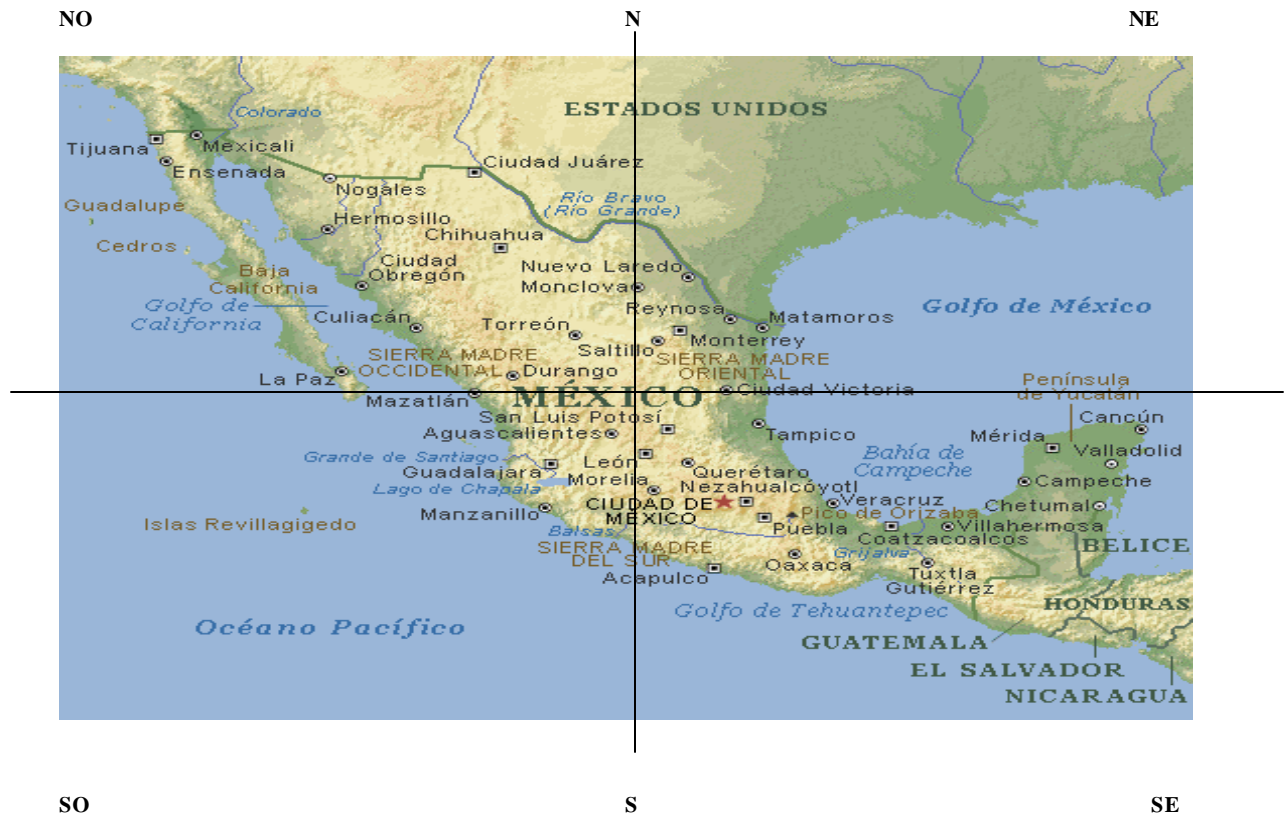 NO
N
NE
ESTADOS UNIDOS
Colorado
Tijuana
Mexicali
Ensenada
Ciudad Juárez
Nogales
Guadalupe
Río Bravo
(Río Grande)
Hermosillo
Chihuahua
Cedros
Ciudad
Obregón
Baja
California
Nuevo Laredo
Monclova
Golfo de
California
Culiacán
Torreón
Reynosa
Matamoros
Golfo de México
Saltillo
Monterrey
SIERRA MADRE
OCCIDENTAL
SIERRA MADRE
ORIENTAL
La Paz
Durango
Península
de Yucatán
Mazatlán
MÉXICO
Ciudad Victoria
San Luis Potosí
Cancún
Aguascalientes
Tampico
Mérida
Valladolid
Bahía de
Campeche
Grande de Santiago
León
Querétaro
Guadalajara
Morelia
Nezahualcóyotl
Campeche
Lago de Chapala
CIUDAD DE
MÉXICO
Veracruz
Chetumal
Manzanillo
Pico de Orizaba
Islas Revillagigedo
Puebla
Villahermosa
Coatzacoalcos
Balsas
BELICE
SIERRA MADRE
DEL SUR
Grijalva
Oaxaca
Acapulco
Tuxtla
Gutiérrez
Golfo de Tehuantepec
HONDURAS
Océano Pacífico
GUATEMALA
EL SALVADOR
NICARAGUA
SO
S
SE